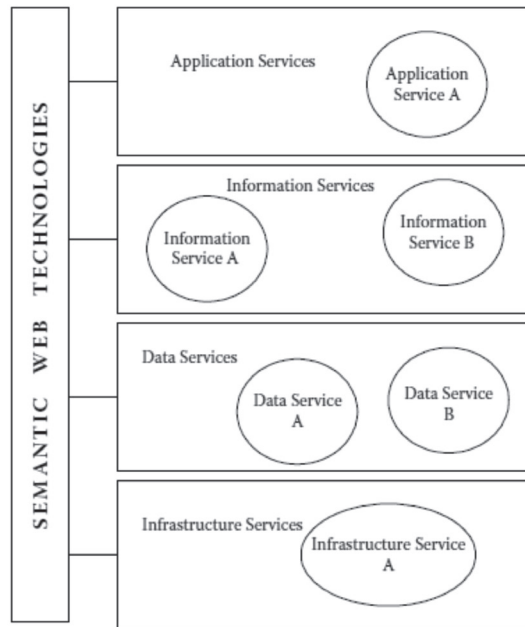 SEMANTIC WEB TECHNOLOGIES
Application Services
Application
Service A
Information Services
Information
Service A
Information
Service B
Data Services
Data Service
A
Data Service
B
Infrastructure Services
Infrastructure Service
A